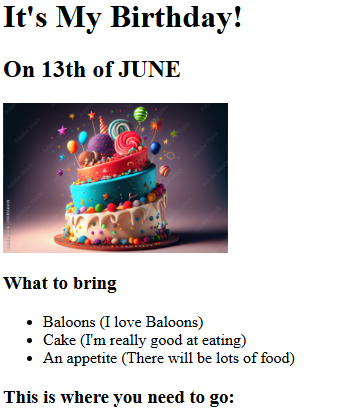 It's My Birthday!
On 13th of JUNE
What to bring
Baloons (I love Baloons)
Cake (I'm really good at eating)
An appetite (There will be lots of food)
This is where you need to go: